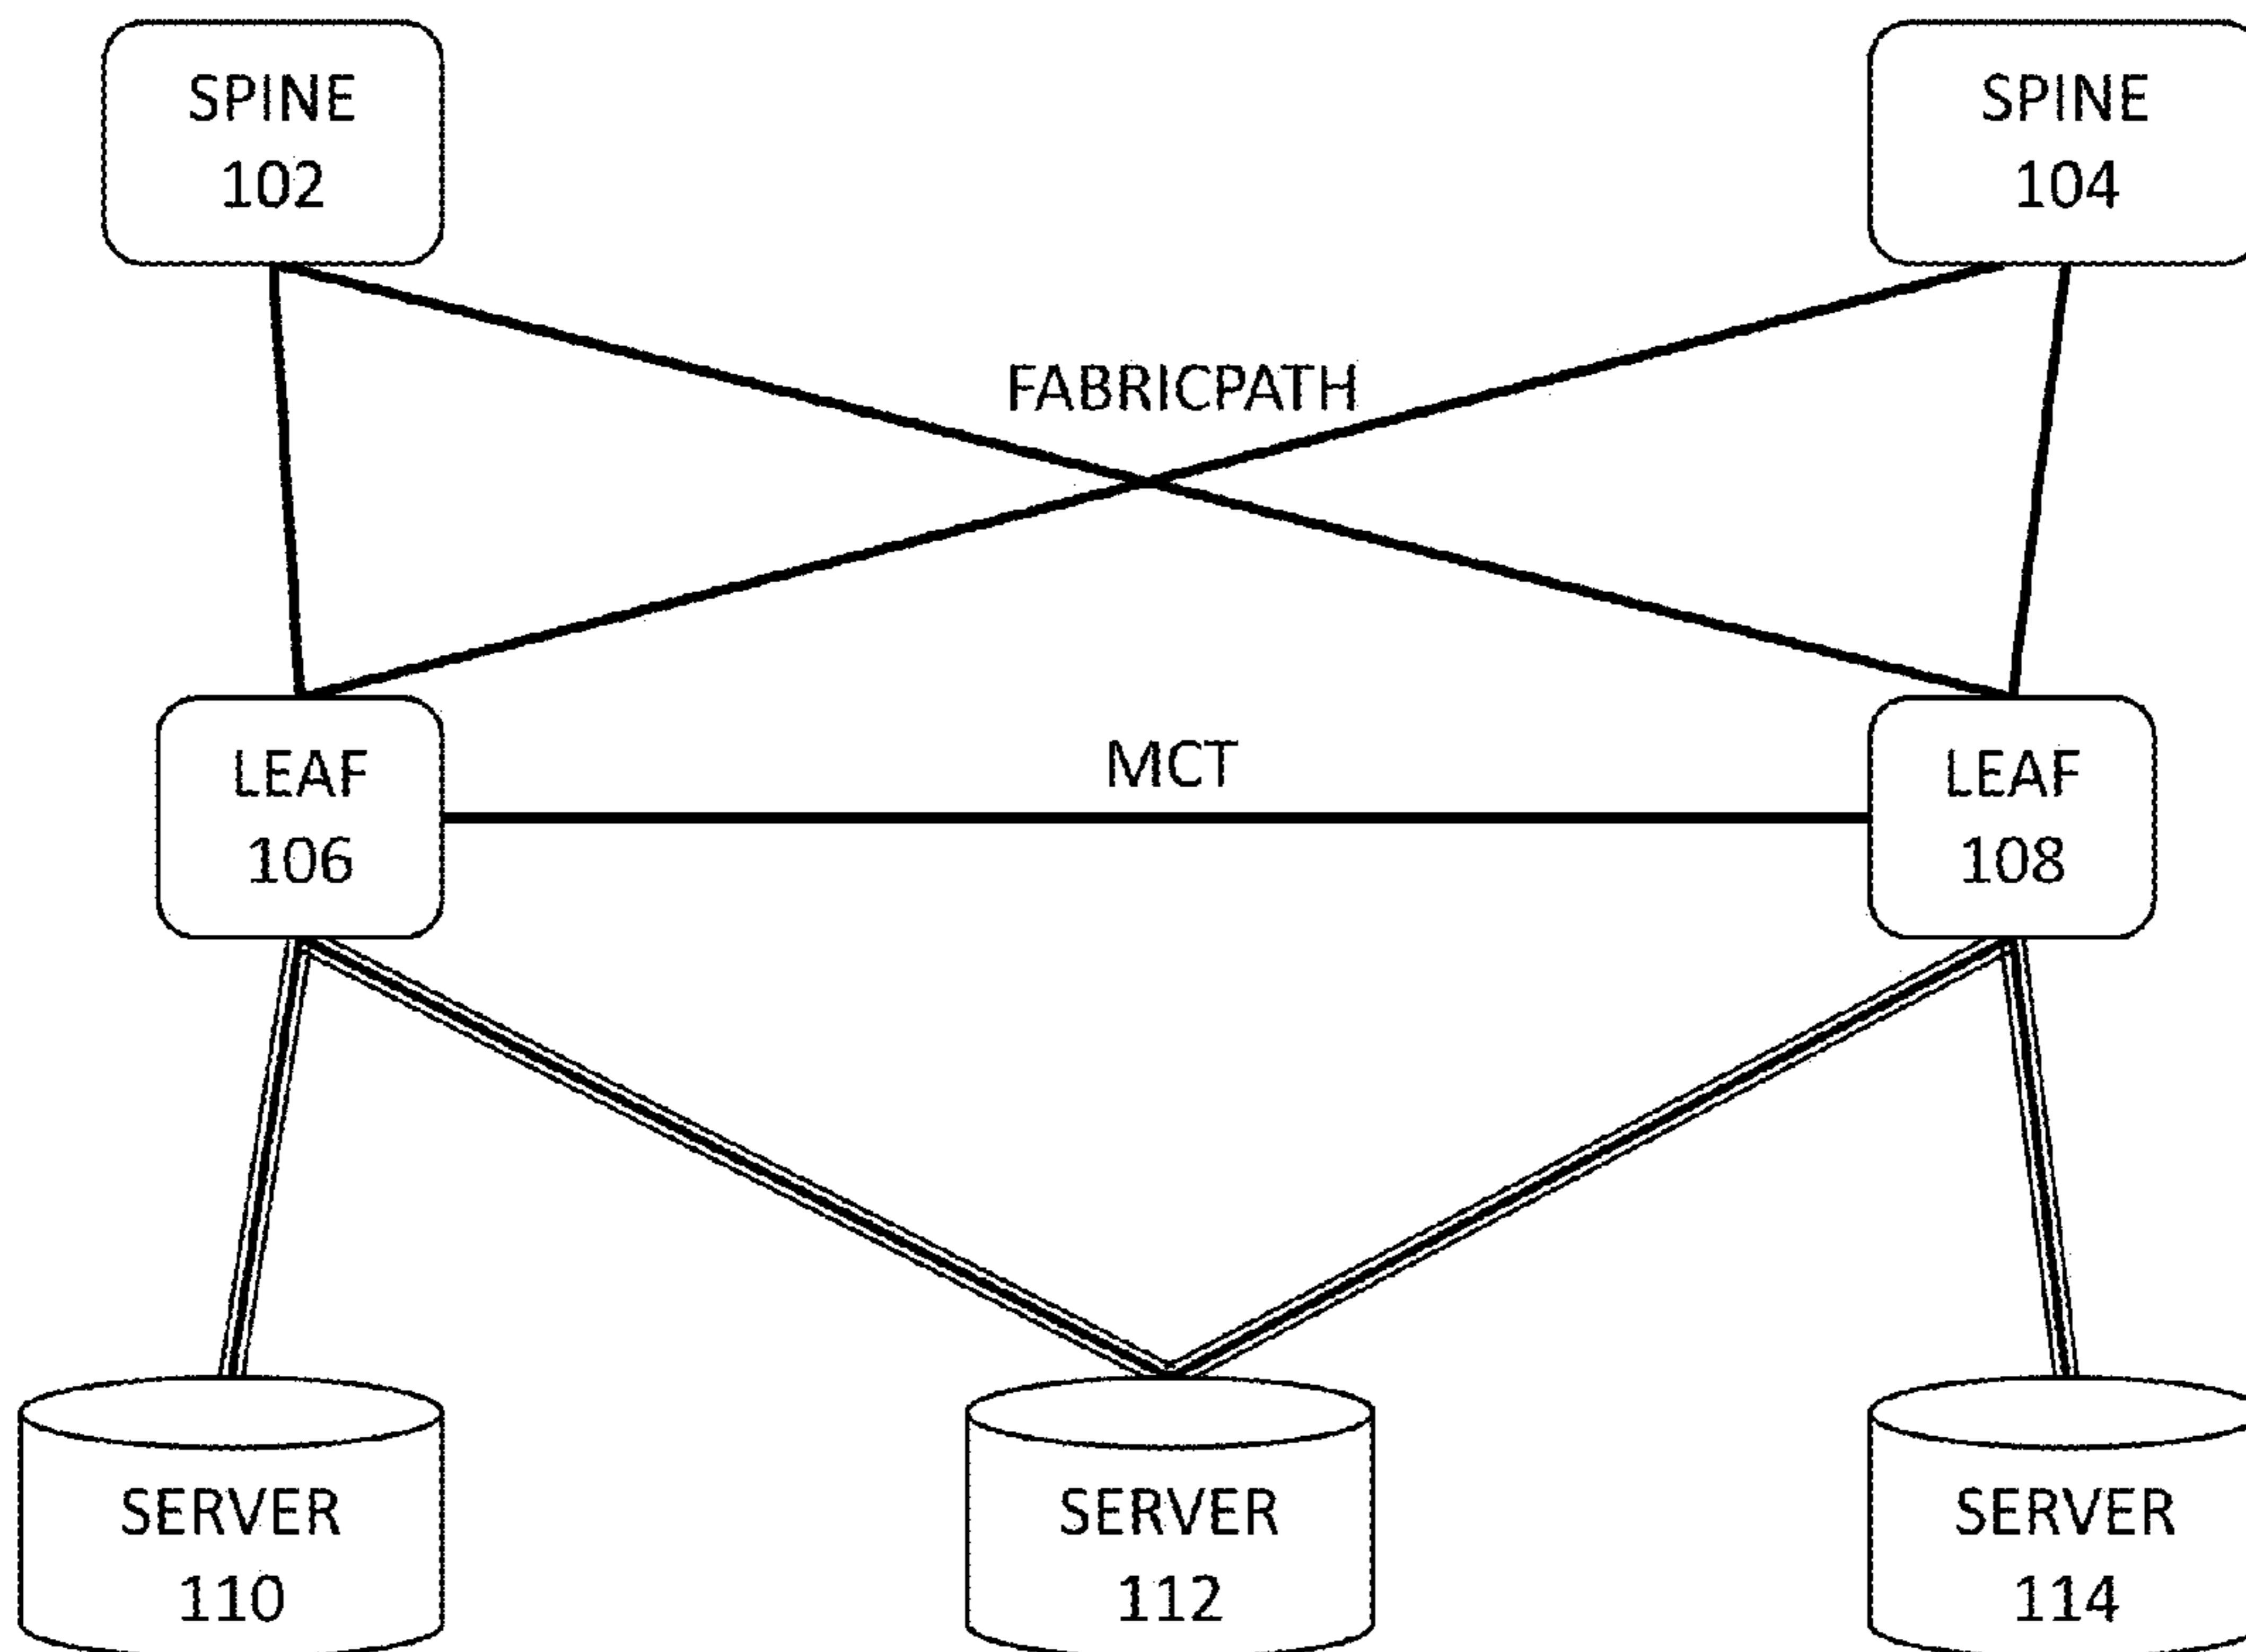 SPINE
102
SPINE
104
FABRICPATH
MCT
LEAF
106
LEAF
108
SERVER
110
SERVER
112
SERVER
114